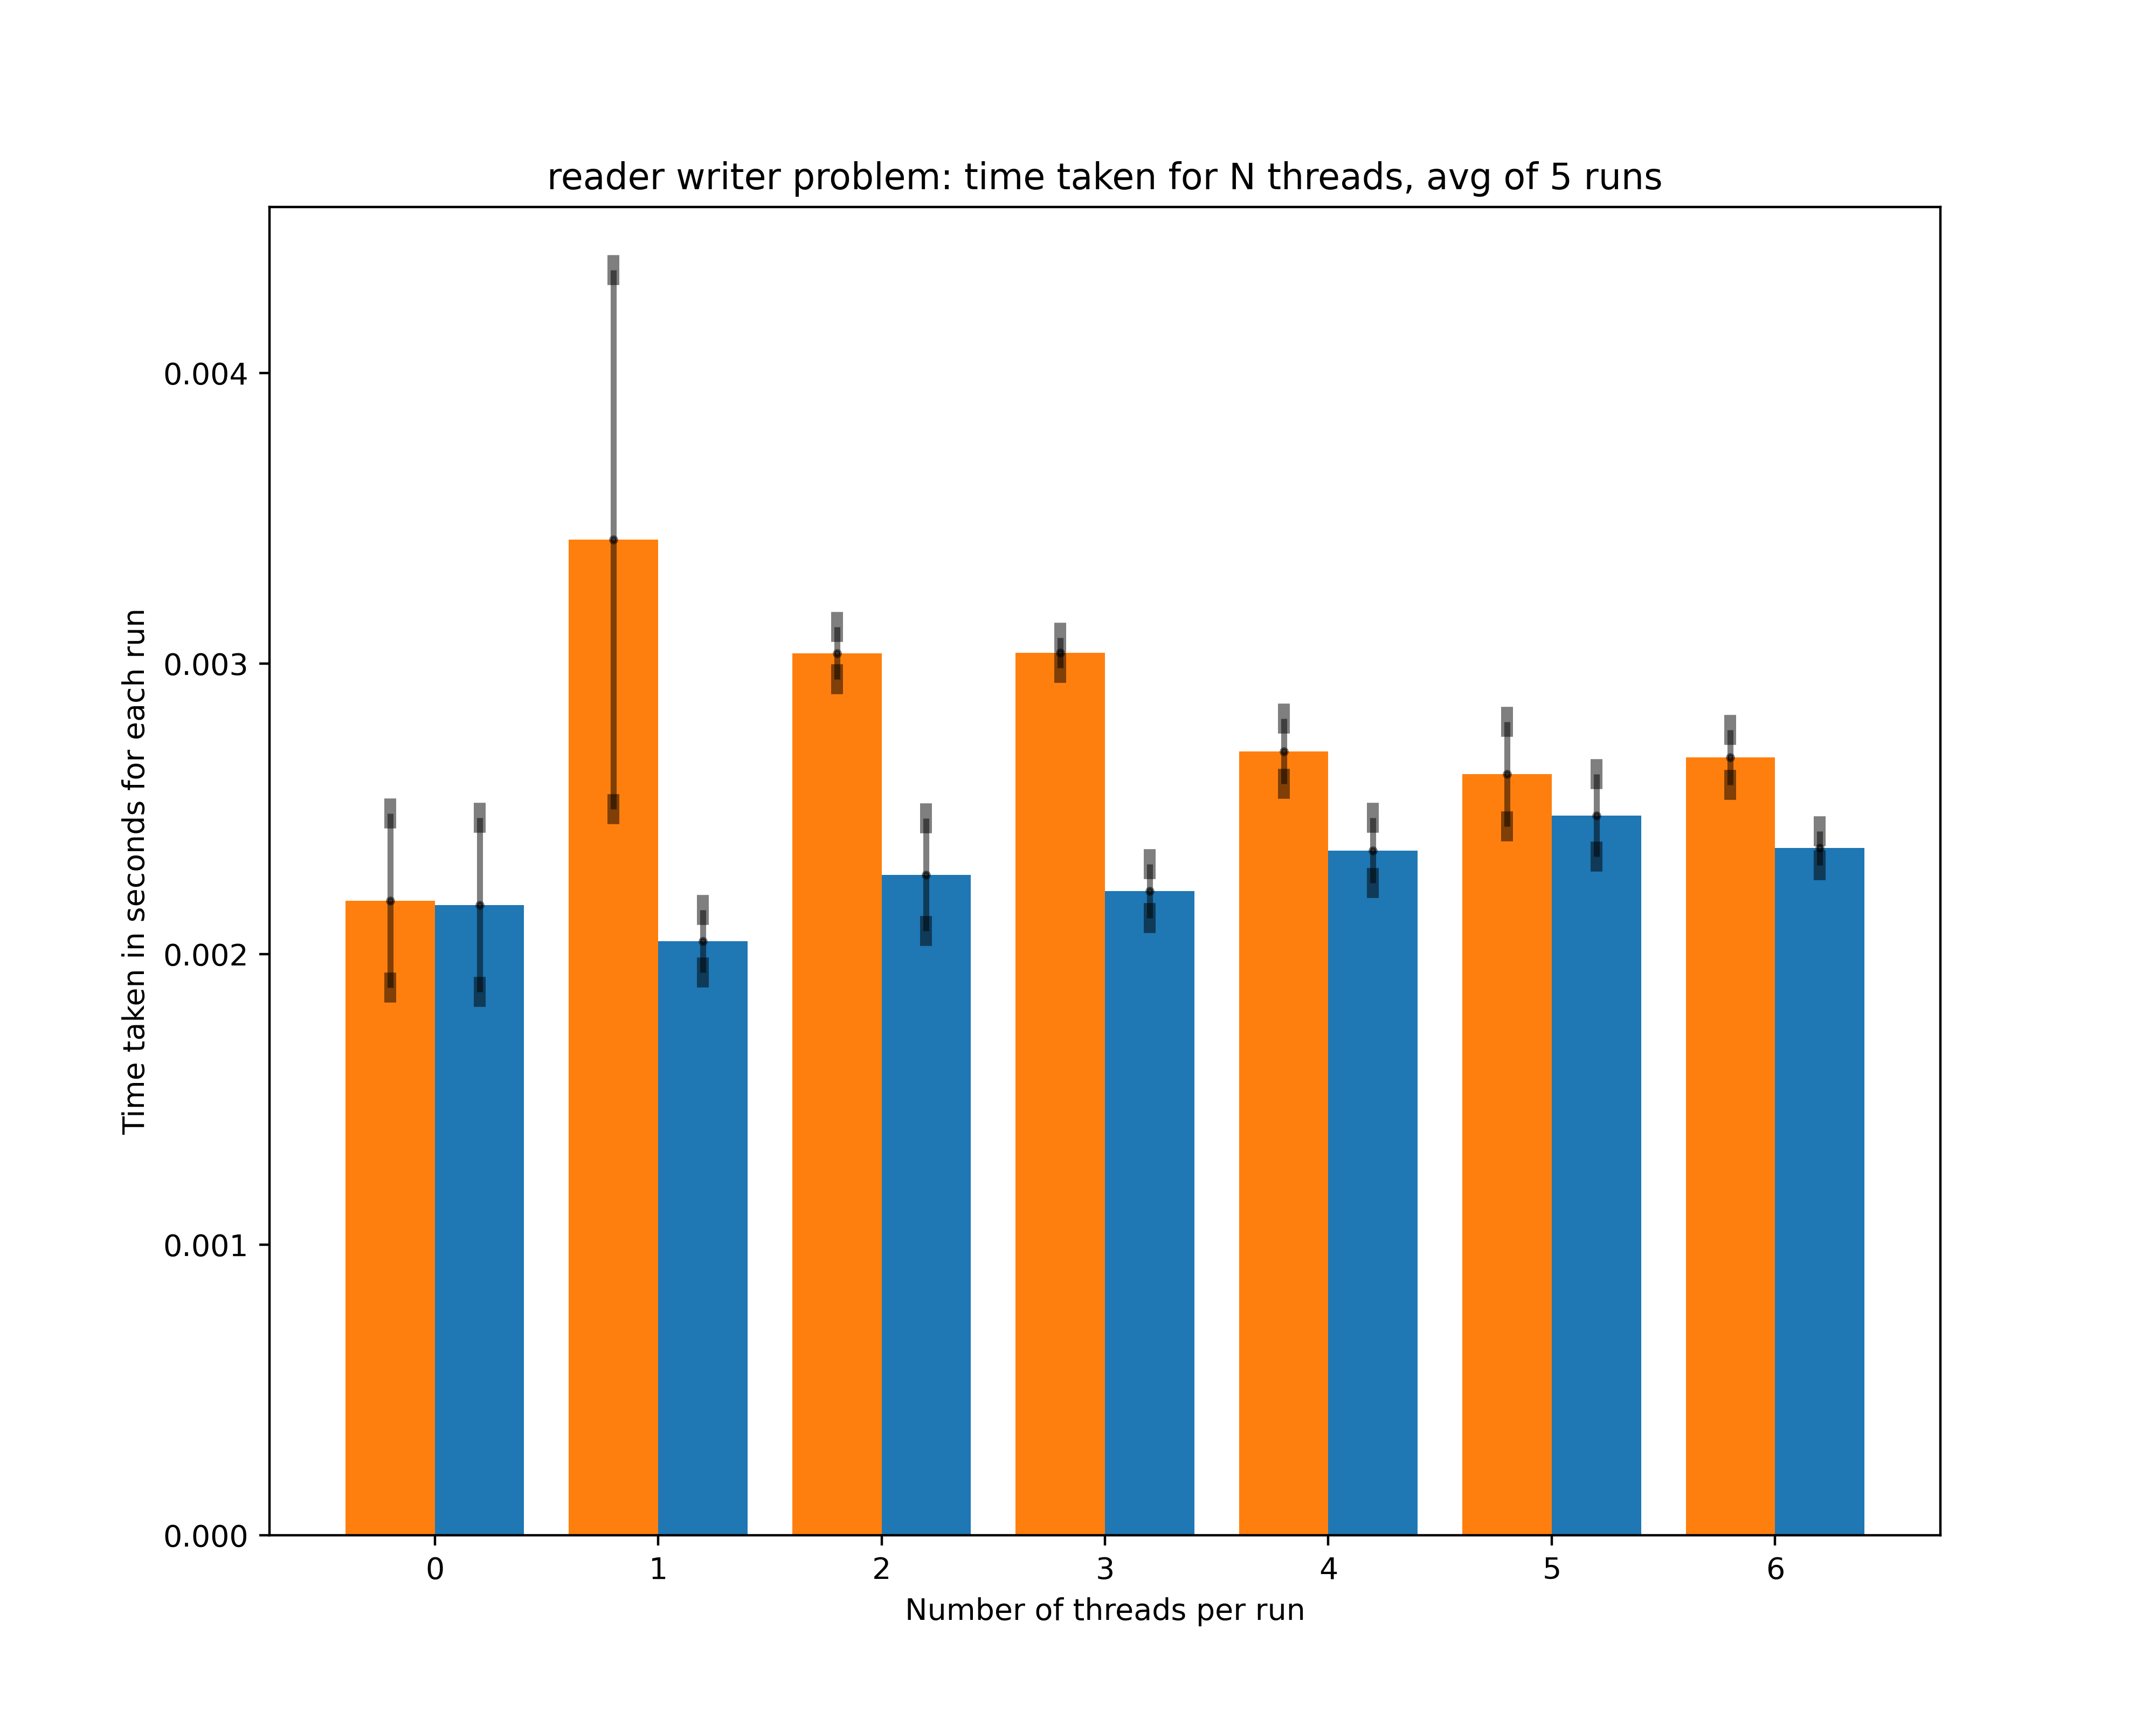 reader writer problem: time taken for N threads, avg of 5 runs
Time taken in seconds for each run
0.004
0.003
0.002
0.001
0.000
0 1 2 3 4 5 6
Number of threads per run